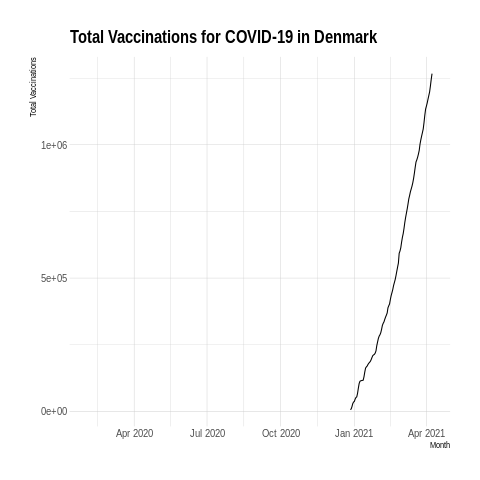 Total Vaccinations for COVID-19 in Denmark
Total Vaccinations
1e+06
5e+05
0e+00
Apr 2020 Jul 2020 Oct 2020 Jan 2021 Apr 2021
Month